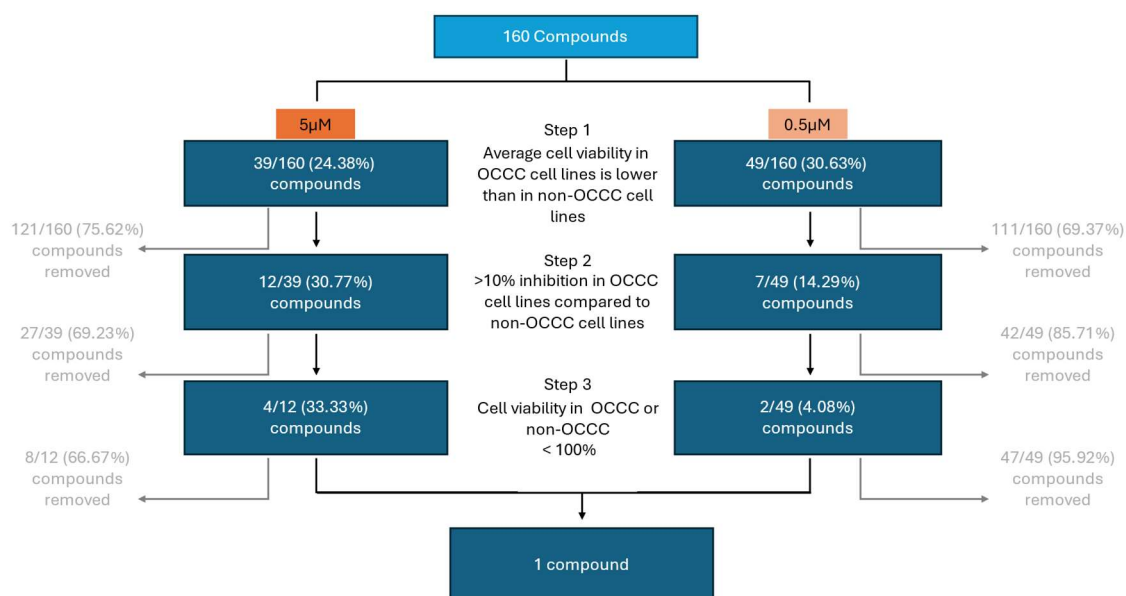 160 Compounds
5µM
Step 1
0.5µM
39/160 (24.38%)
compounds
Average cell viability in
OCCC cell lines is lower
than in non-OCCC cell
lines
49/160 (30.63%)
compounds
121/160 (75.62%)
compounds
removed
111/160 (69.37%)
compounds
removed
12/39 (30.77%)
compounds
Step 2
>10% inhibition in OCCC
cell lines compared to
non-OCCC cell lines
7/49 (14.29%)
compounds
27/39 (69.23%)
compounds
removed
42/49 (85.71%)
compounds
removed
4/12 (33.33%)
compounds
Step 3
Cell viability in OCCC or
non-OCCC
< 100%
2/49 (4.08%)
compounds
8/12 (66.67%)
compounds
removed
47/49 (95.92%)
compounds
removed
1 compound